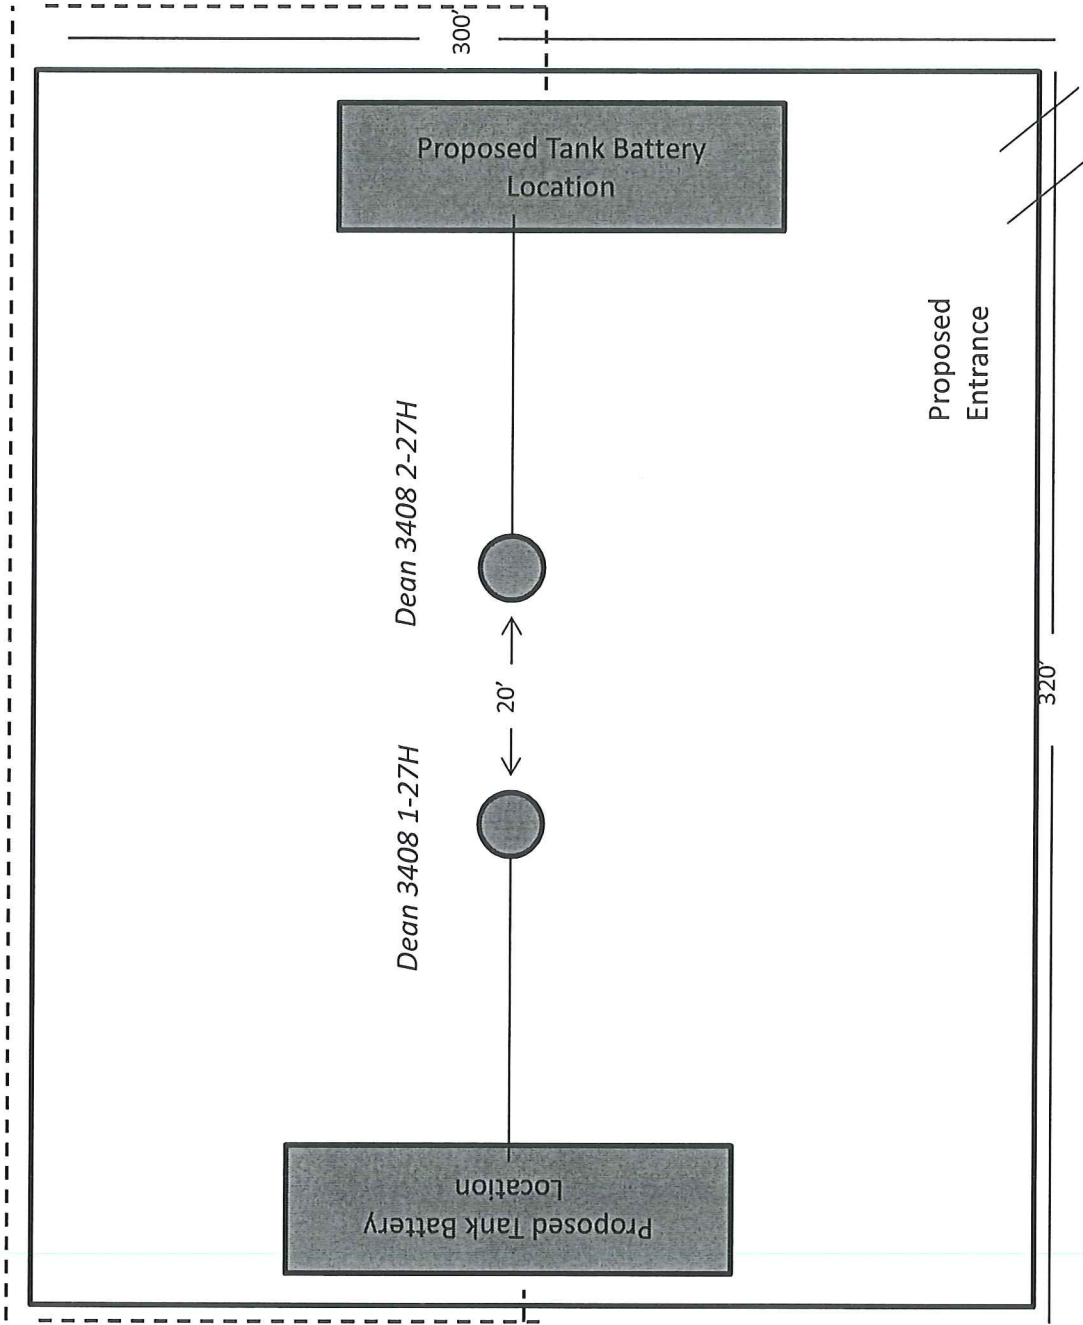 300'
Proposed Tank Battery
Location
Dean 3408 2-27H
Proposed
Entrance
20'
320'
Dean 3408 1-27H
Proposed Tank Battery
Location